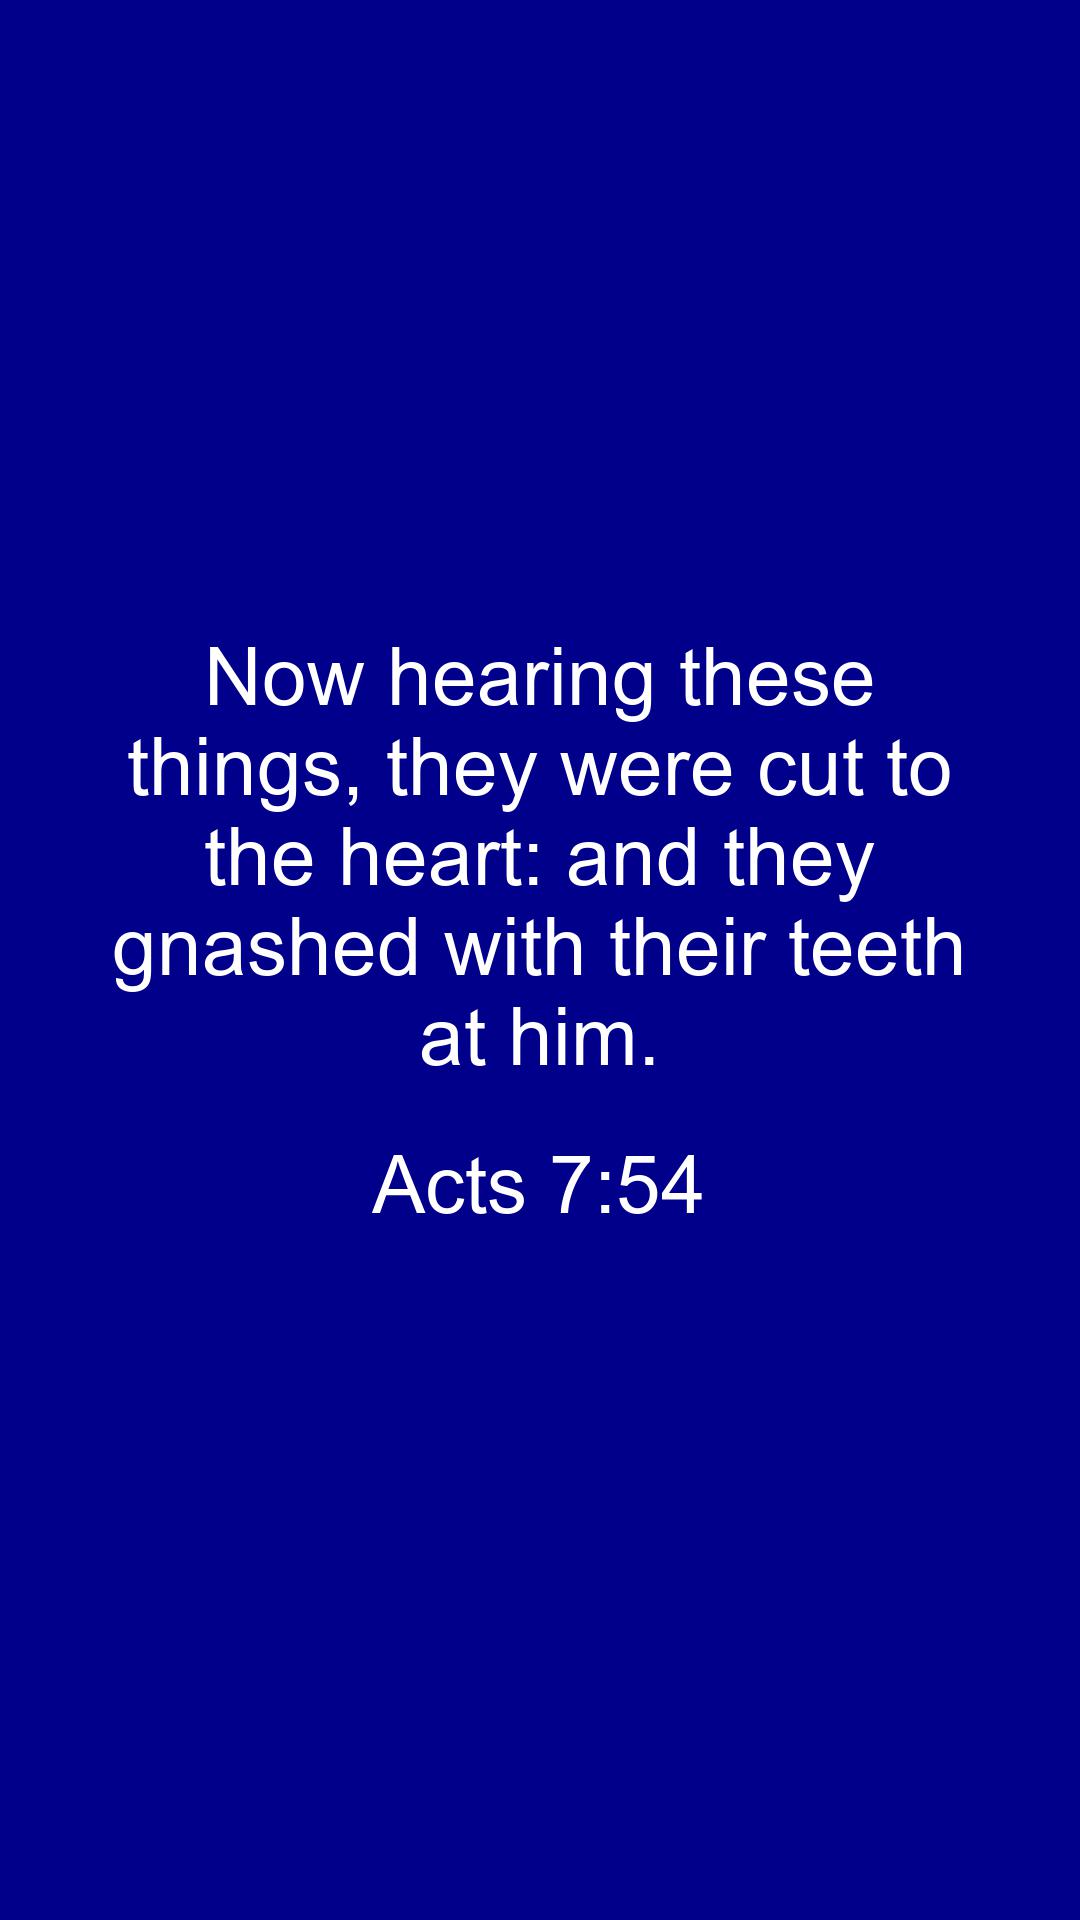 Now hearing these
things, they were cut to
the heart: and they
gnashed with their teeth
at him.
Acts 7:54